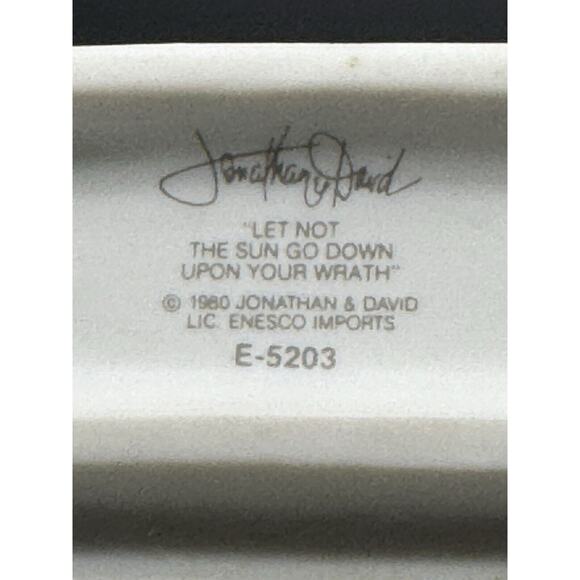 Jonathan & David
"LET NOT
THE SUN GO DOWN
UPON YOUR WRATH"
© 1980 JONATHAN & DAVID
LIC. ENESCO IMPORTS
E-5203